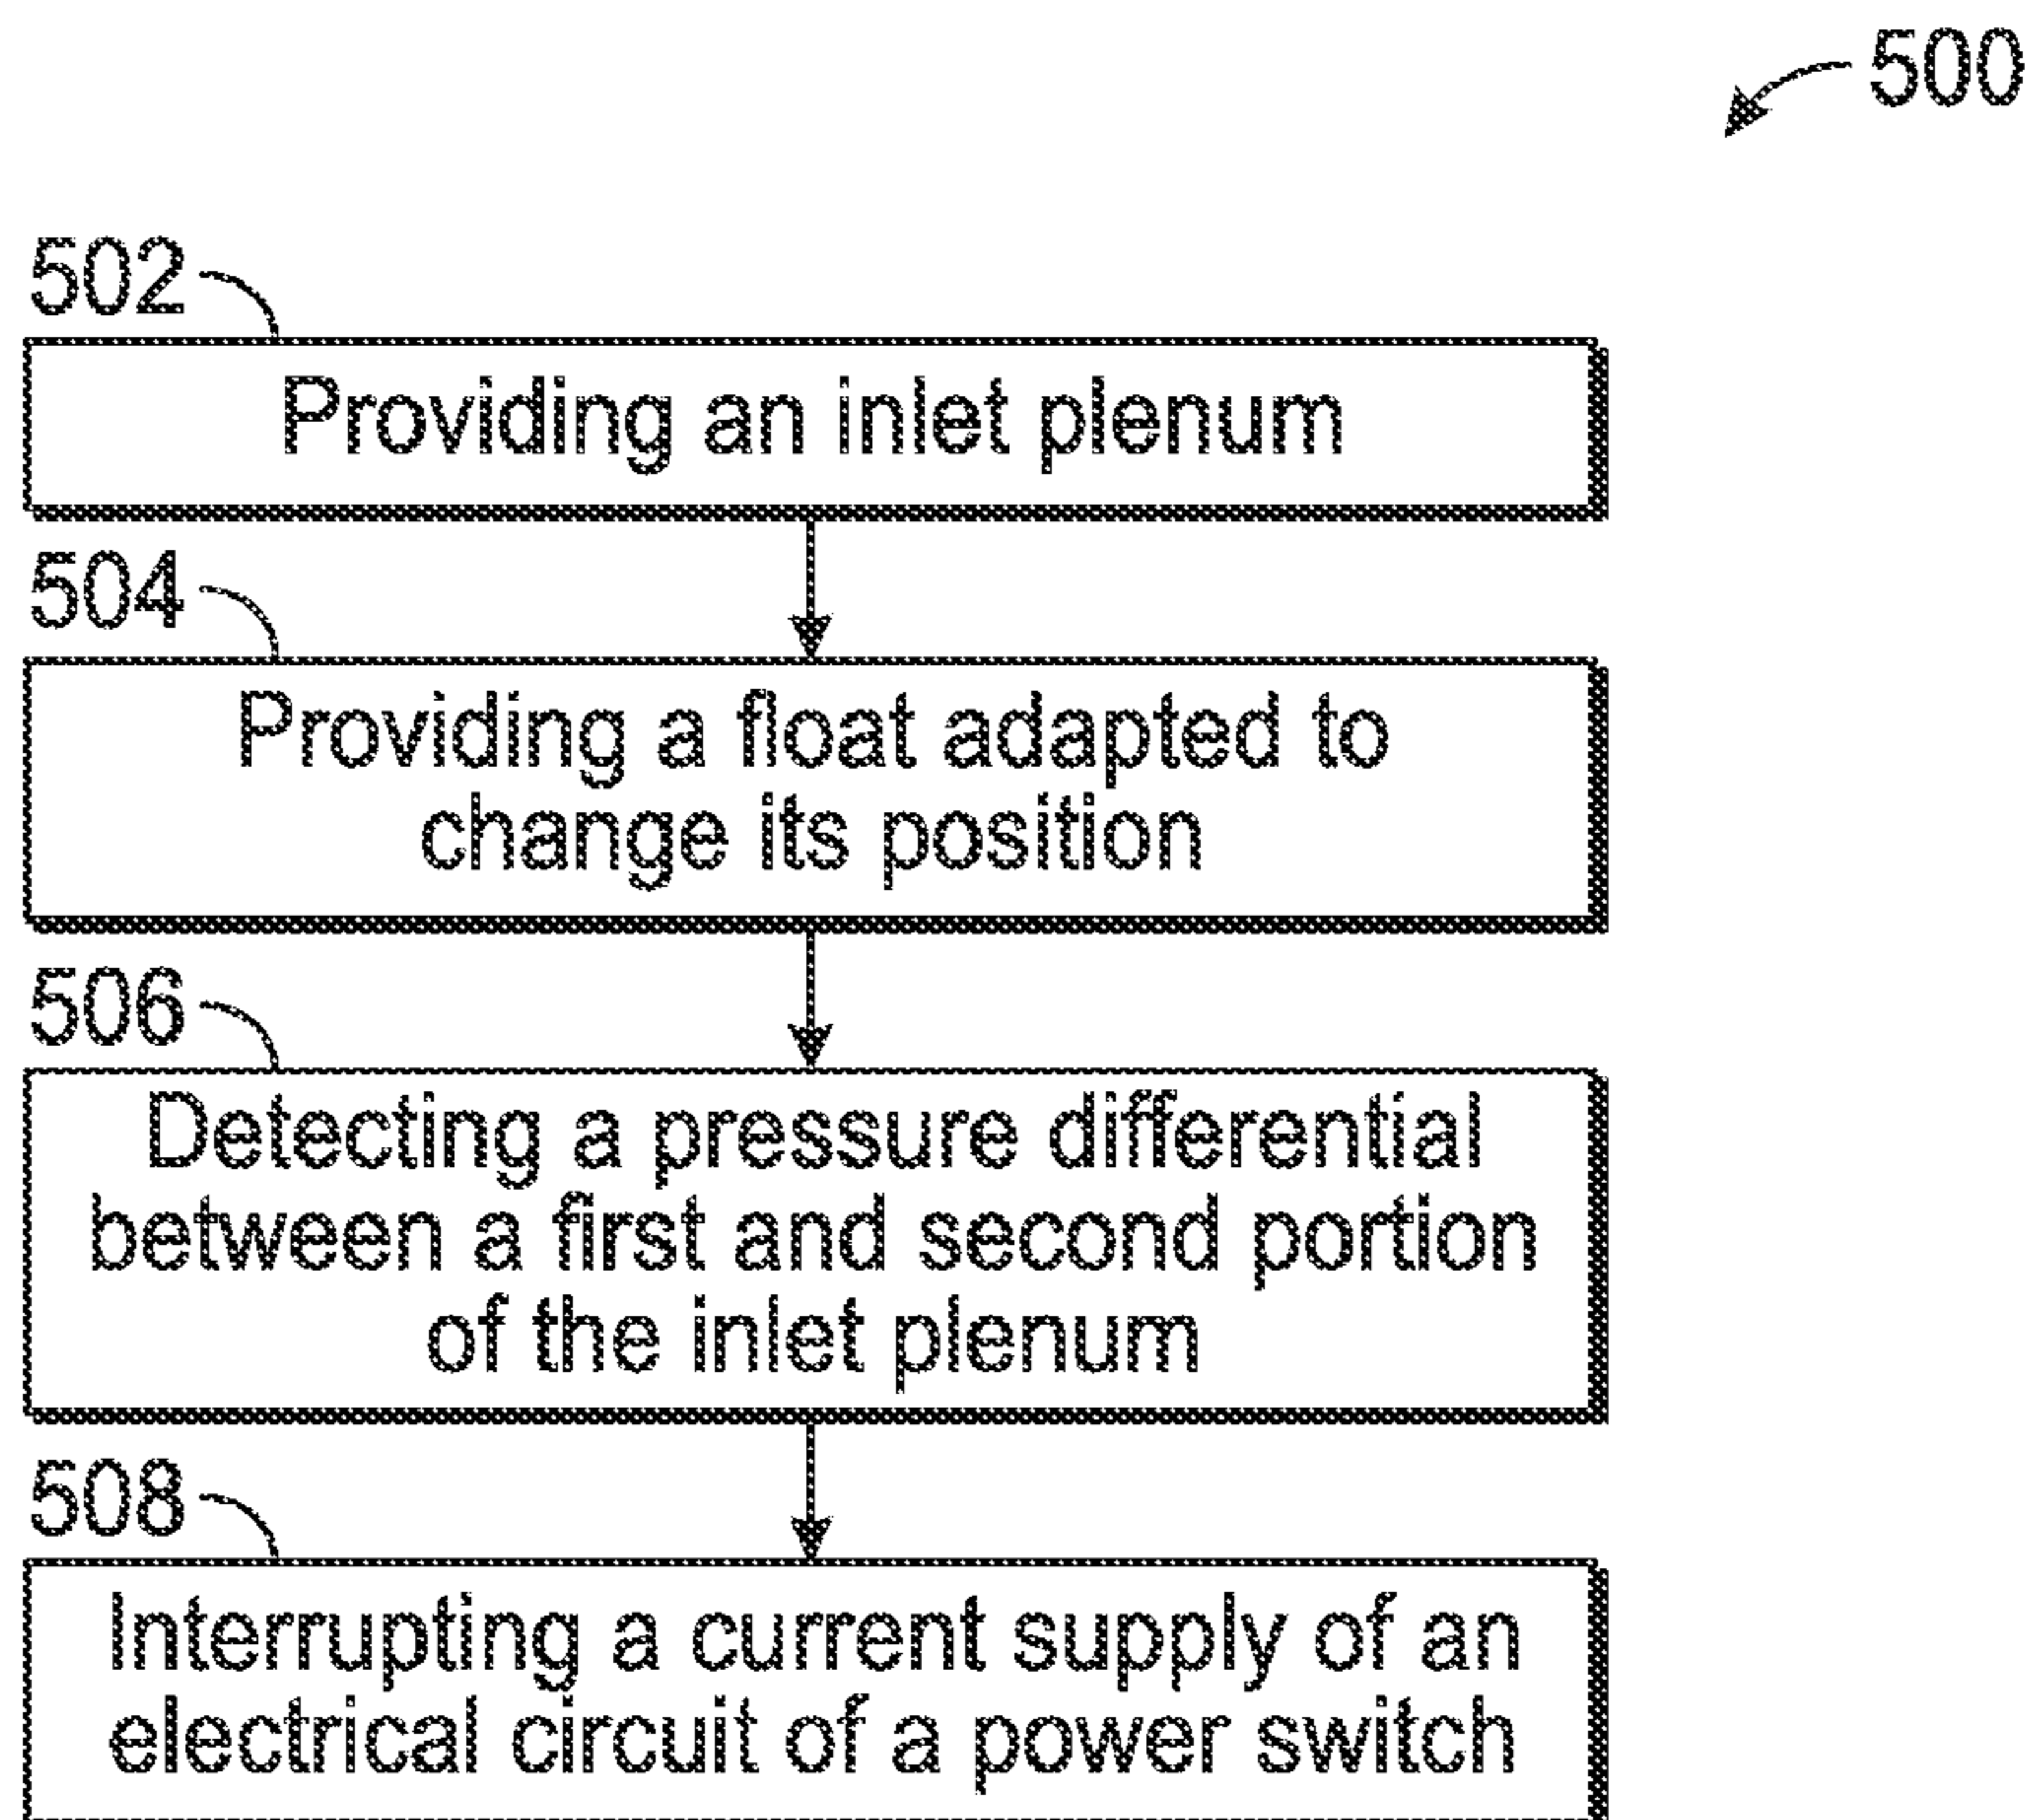 500
502
Providing an inlet plenum
504
Providing a float adapted to
change its position
506
Detecting a pressure differential
between a first and second portion
of the inlet plenum
508
Interrupting a current supply of an
electrical circuit of a power switch